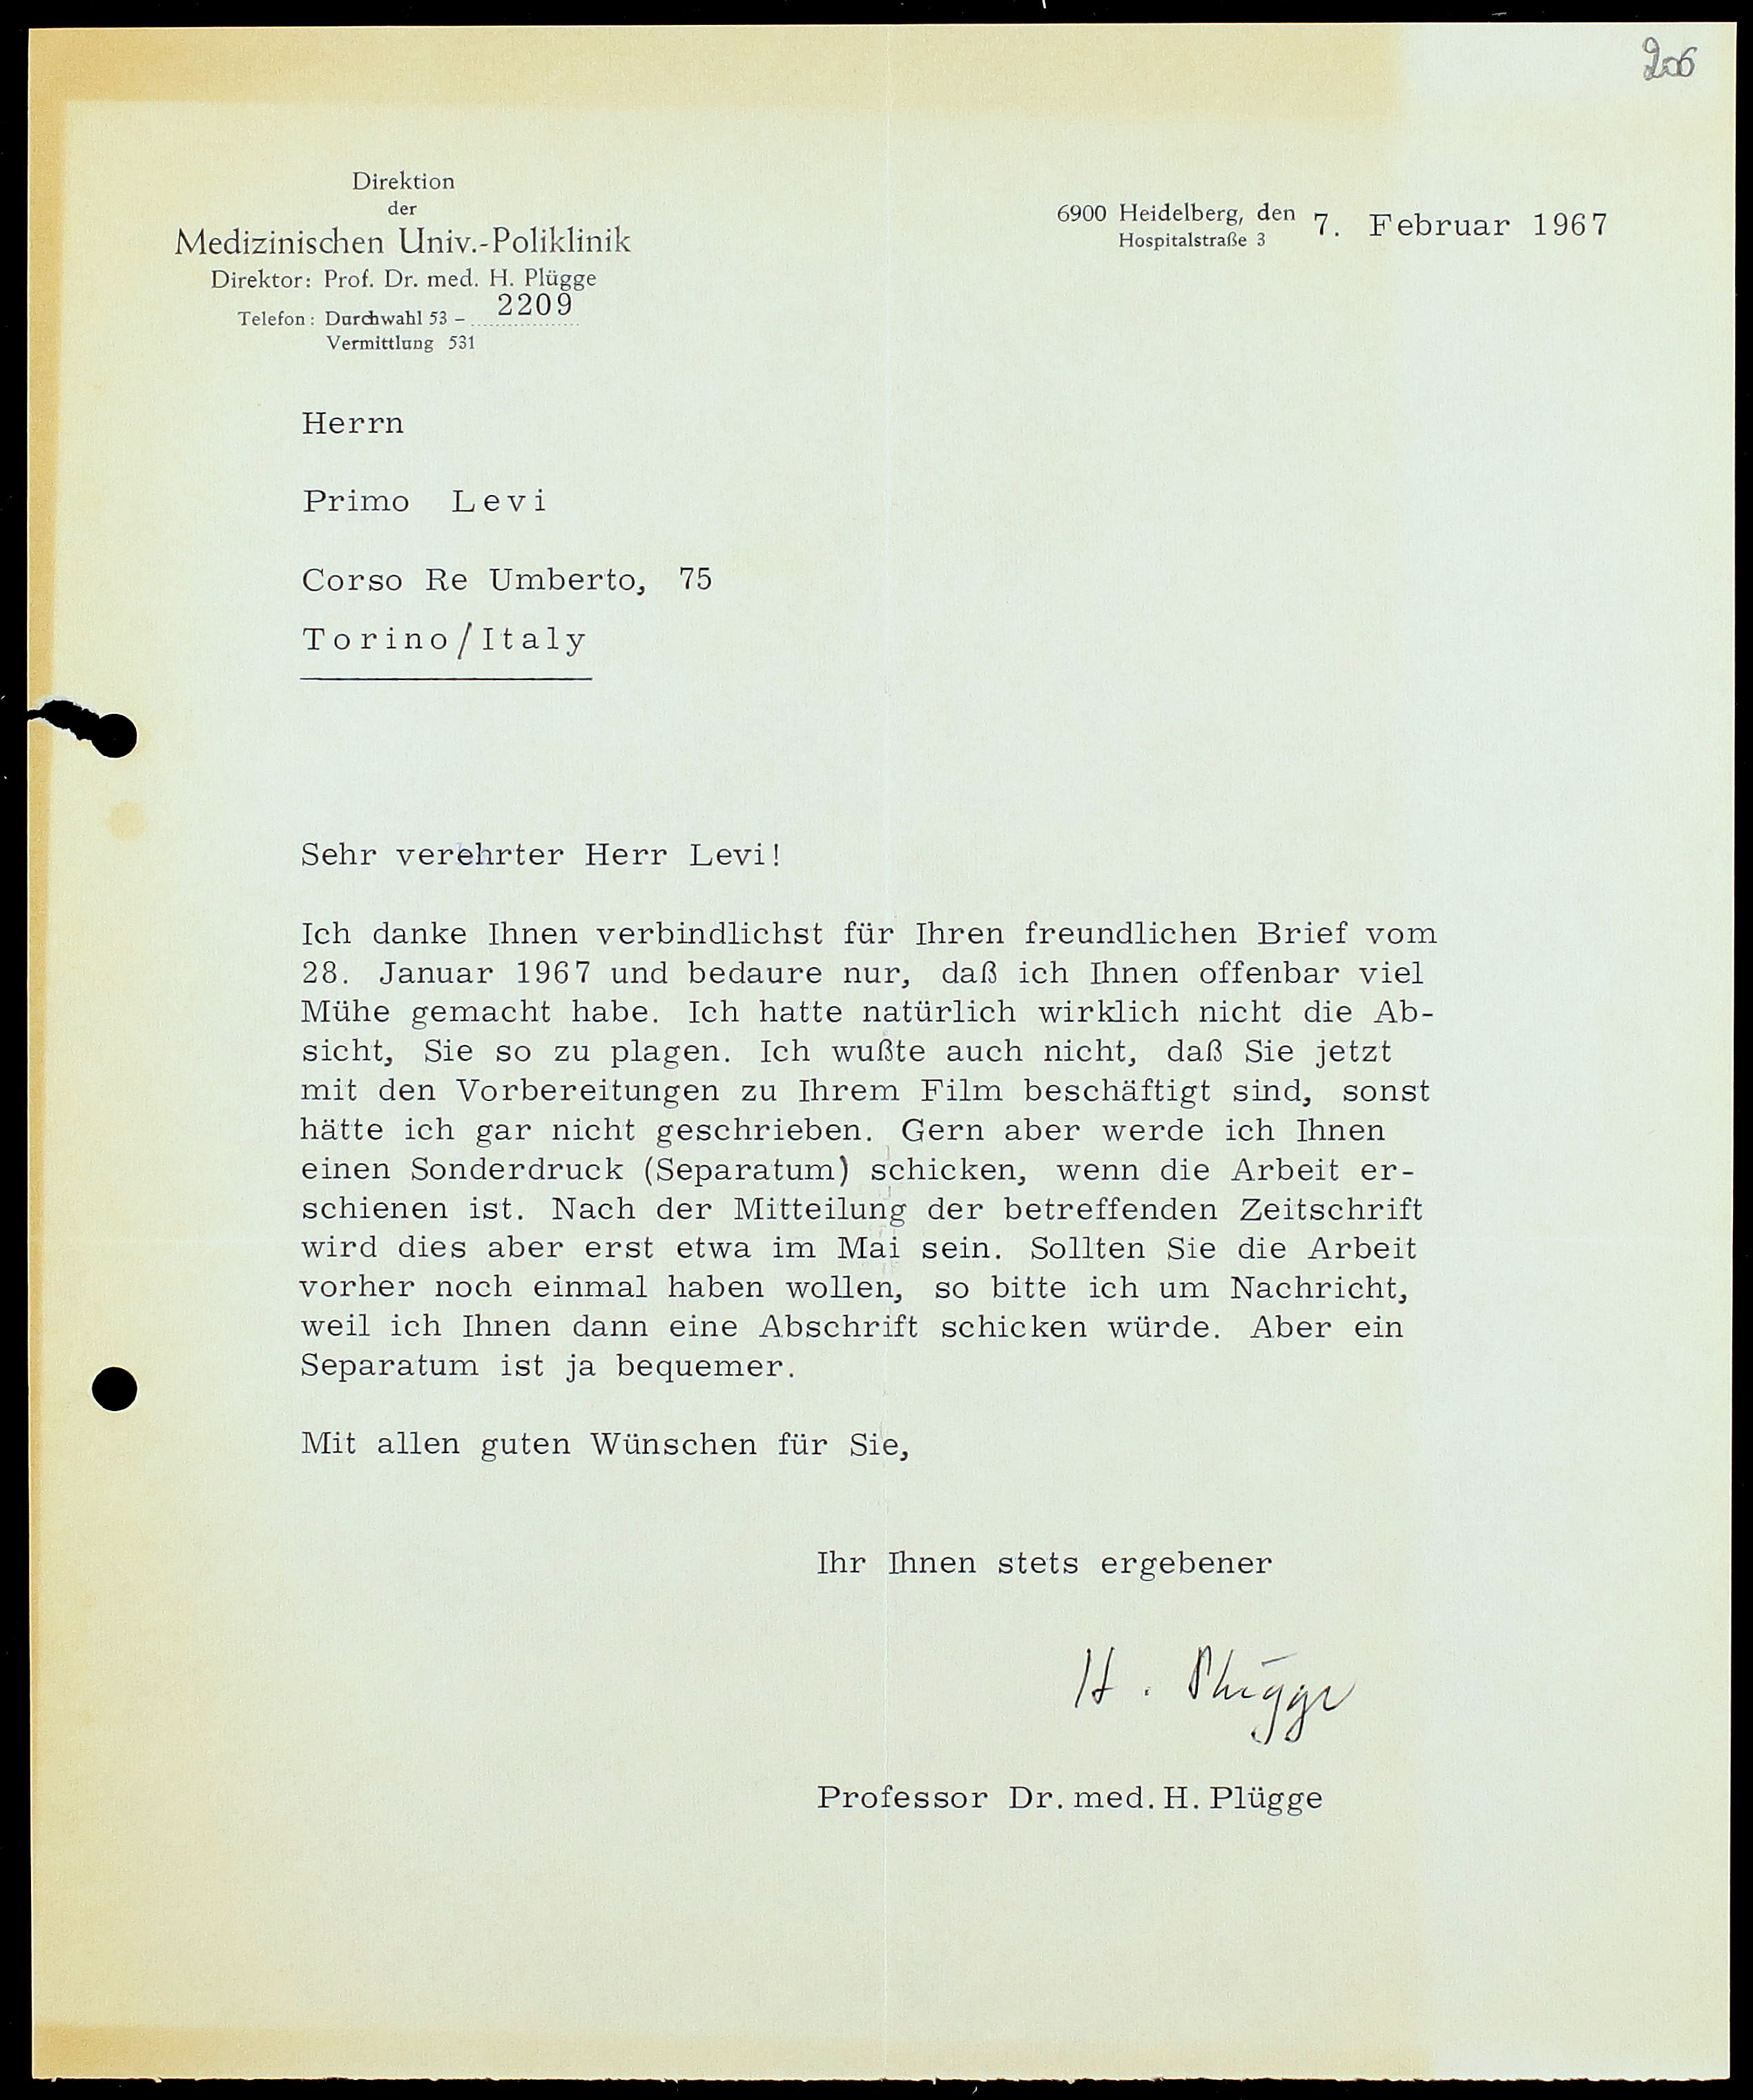 206
Direktion
der
Medizinischen Univ.-Poliklinik
Direktor: Prof. Dr. med. H. Plügge
Telefon: Durchwahl 53 – 2209
Vermittlung 531
6900 Heidelberg, den 7. Februar 1967
Hospitalstraße 3
Herrn
Primo Levi
Corso Re Umberto, 75
Torino/Italy
Sehr verehrter Herr Levi!
Ich danke Ihnen verbindlichst für Ihren freundlichen Brief vom
28. Januar 1967 und bedaure nur, daß ich Ihnen offenbar viel
Mühe gemacht habe. Ich hatte natürlich wirklich nicht die Ab-
sicht, Sie so zu plagen. Ich wußte auch nicht, daß Sie jetzt
mit den Vorbereitungen zu Ihrem Film beschäftigt sind, sonst
hätte ich gar nicht geschrieben. Gern aber werde ich Ihnen
einen Sonderdruck (Separatum) schicken, wenn die Arbeit er-
schienen ist. Nach der Mitteilung der betreffenden Zeitschrift
wird dies aber erst etwa im Mai sein. Sollten Sie die Arbeit
vorher noch einmal haben wollen, so bitte ich um Nachricht,
weil ich Ihnen dann eine Abschrift schicken würde. Aber ein
Separatum ist ja bequemer.
Mit allen guten Wünschen für Sie,
Ihr Ihnen stets ergebener
H. Plügge
Professor Dr. med. H. Plügge